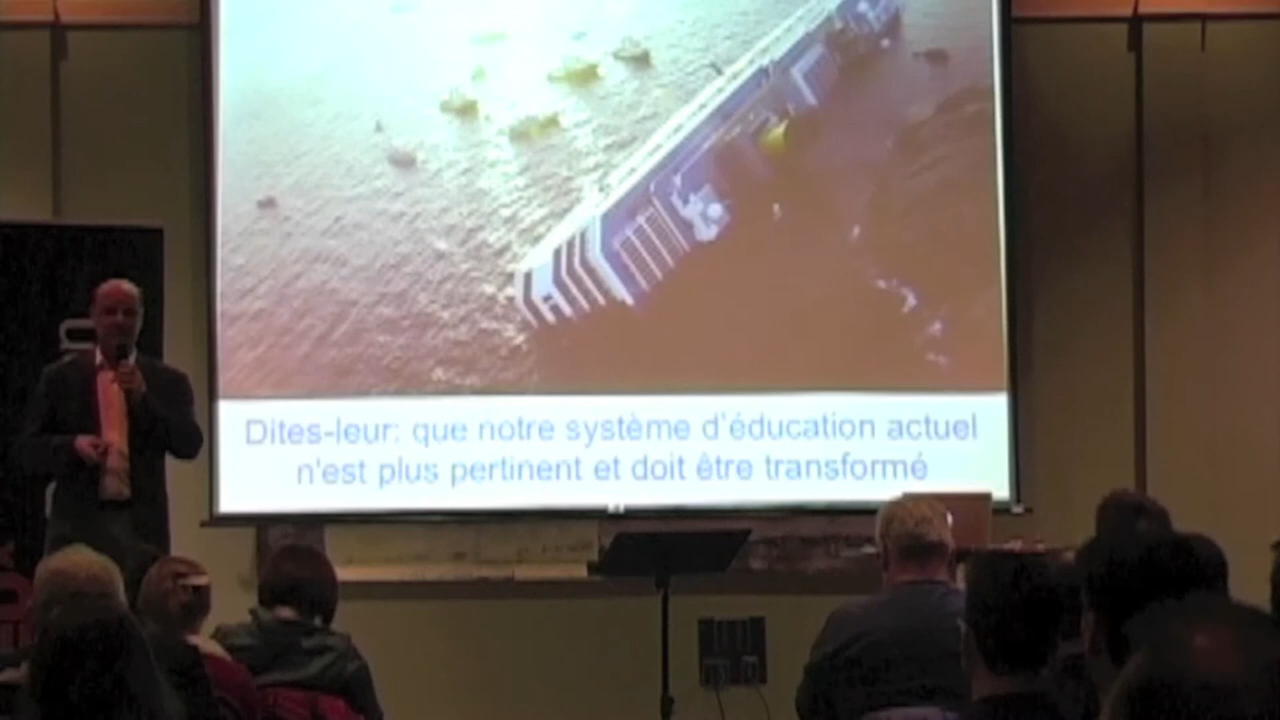 Dites-leur: que notre système d'éducation actuel
n'est plus pertinent et doit être transformé